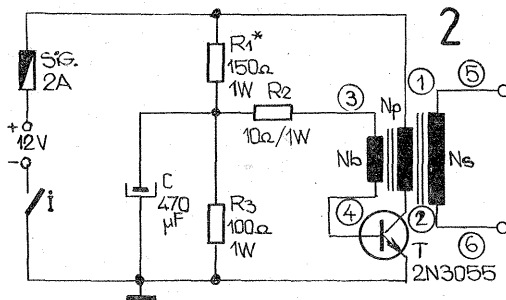 2
SiG.
2A
+
12V
-
i
R1*
150Ω
1W
R2
10Ω/1W
C
470
µF
R3
100Ω
1W
3
Np
1
5
Nb
Ns
4
2
6
T
2N3055